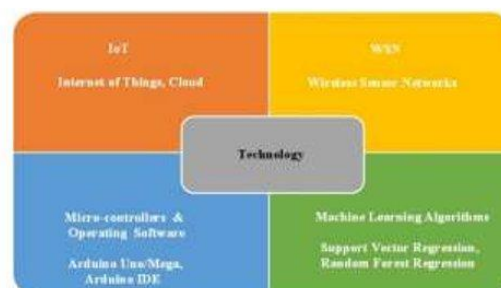 IoT
Internet of Things, Cloud
WSN
Wireless Sensor Networks
Technology
Micro-controllers &
Operating Software
Arduino Uno/Mega,
Arduino IDE
Machine Learning Algorithms
Support Vector Regression,
Random Forest Regression